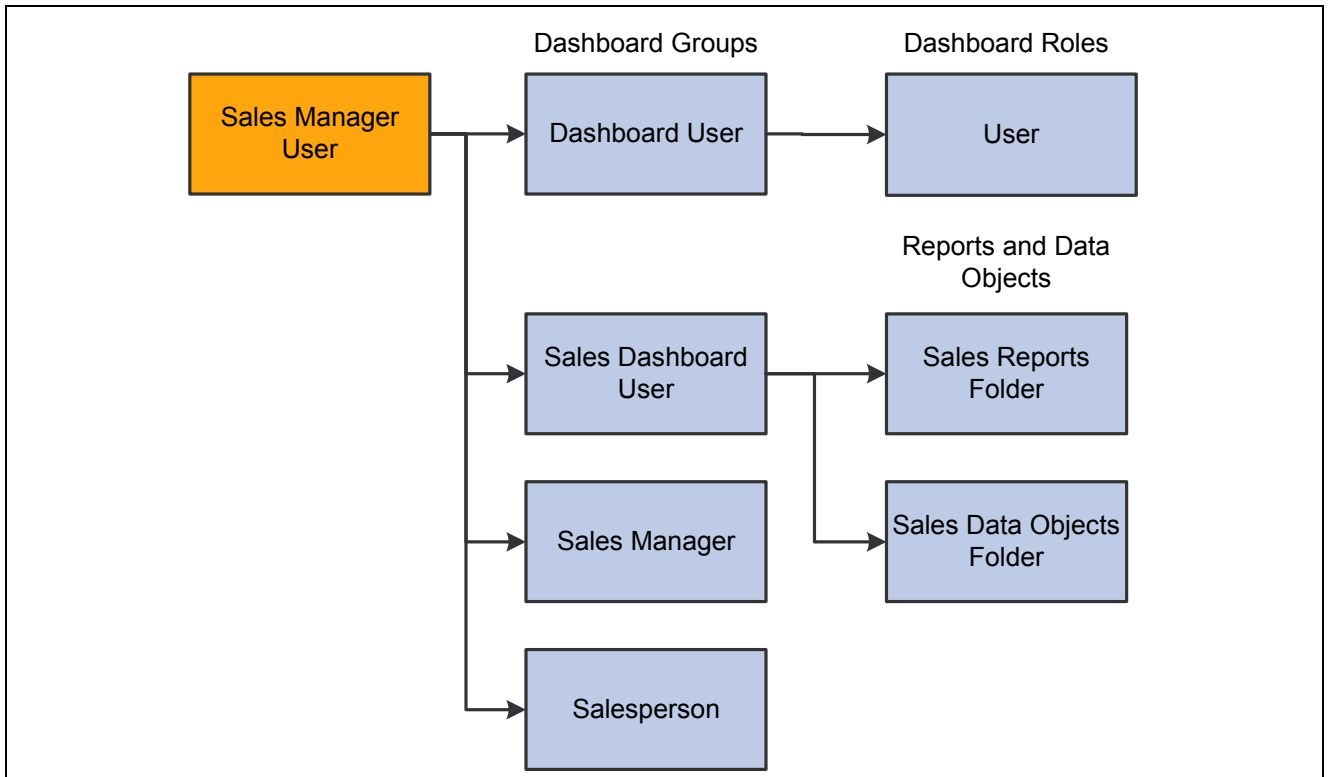 Dashboard Groups
Dashboard Roles
Sales Manager
User
Dashboard User
User
Reports and Data
Objects
Sales Dashboard
User
Sales Reports
Folder
Sales Manager
Sales Data Objects
Folder
Salesperson